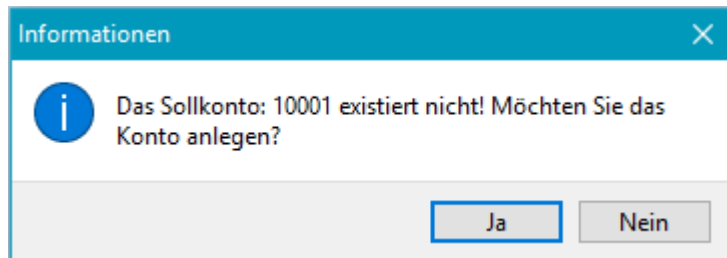 Informationen
Das Sollkonto: 10001 existiert nicht! Möchten Sie das
Konto anlegen?
Ja
Nein